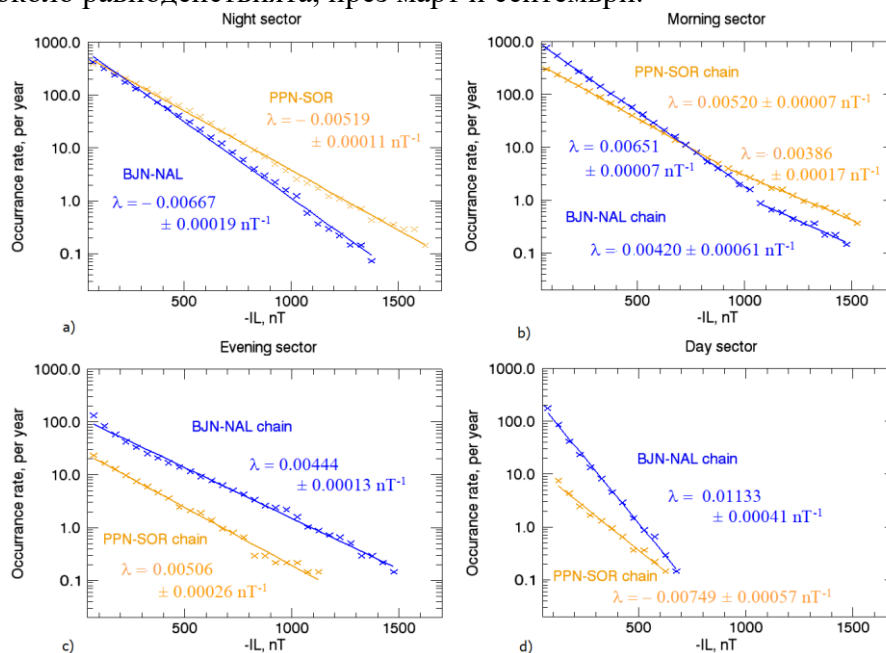 около равноденствията, през март и септември.
Night sector
1000.0
100.0
10.0
1.0
0.1
Occurrance rate, per year
PPN-SOR
λ = − 0.00519
± 0.00011 nT⁻¹
BJN-NAL
λ = − 0.00667
± 0.00019 nT⁻¹
500
1000
1500
-IL, nT
a)
Morning sector
1000.0
100.0
10.0
1.0
0.1
Occurrance rate, per year
PPN-SOR chain
λ = 0.00520 ± 0.00007 nT⁻¹
λ = 0.00651
± 0.00007 nT⁻¹
λ = 0.00386
± 0.00017 nT⁻¹
BJN-NAL chain
λ = 0.00420 ± 0.00061 nT⁻¹
500
1000
1500
-IL, nT
b)
Evening sector
1000.0
100.0
10.0
1.0
0.1
Occurrance rate, per year
BJN-NAL chain
λ = 0.00444
± 0.00013 nT⁻¹
PPN-SOR chain
λ = 0.00506
± 0.00026 nT⁻¹
500
1000
1500
-IL, nT
c)
Day sector
1000.0
100.0
10.0
1.0
0.1
Occurrance rate, per year
BJN-NAL chain
λ = 0.01133
± 0.00041 nT⁻¹
PPN-SOR chain
λ = − 0.00749 ± 0.00057 nT⁻¹
500
1000
1500
-IL, nT
d)